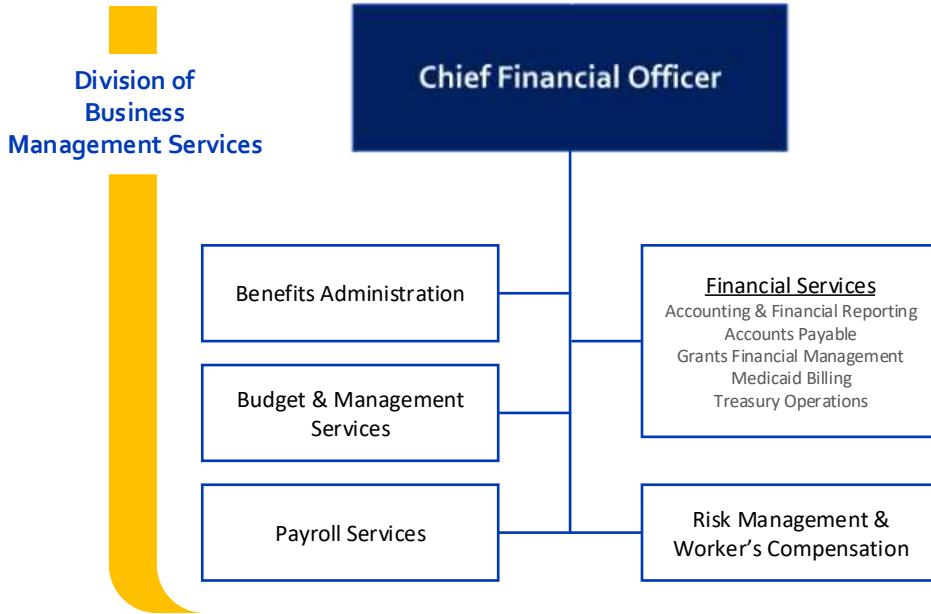 Chief Financial Officer
Division of
Business
Management Services
Benefits Administration
Budget & Management
Services
Payroll Services
Financial Services
Accounting & Financial Reporting
Accounts Payable
Grants Financial Management
Medicaid Billing
Treasury Operations
Risk Management &
Worker’s Compensation